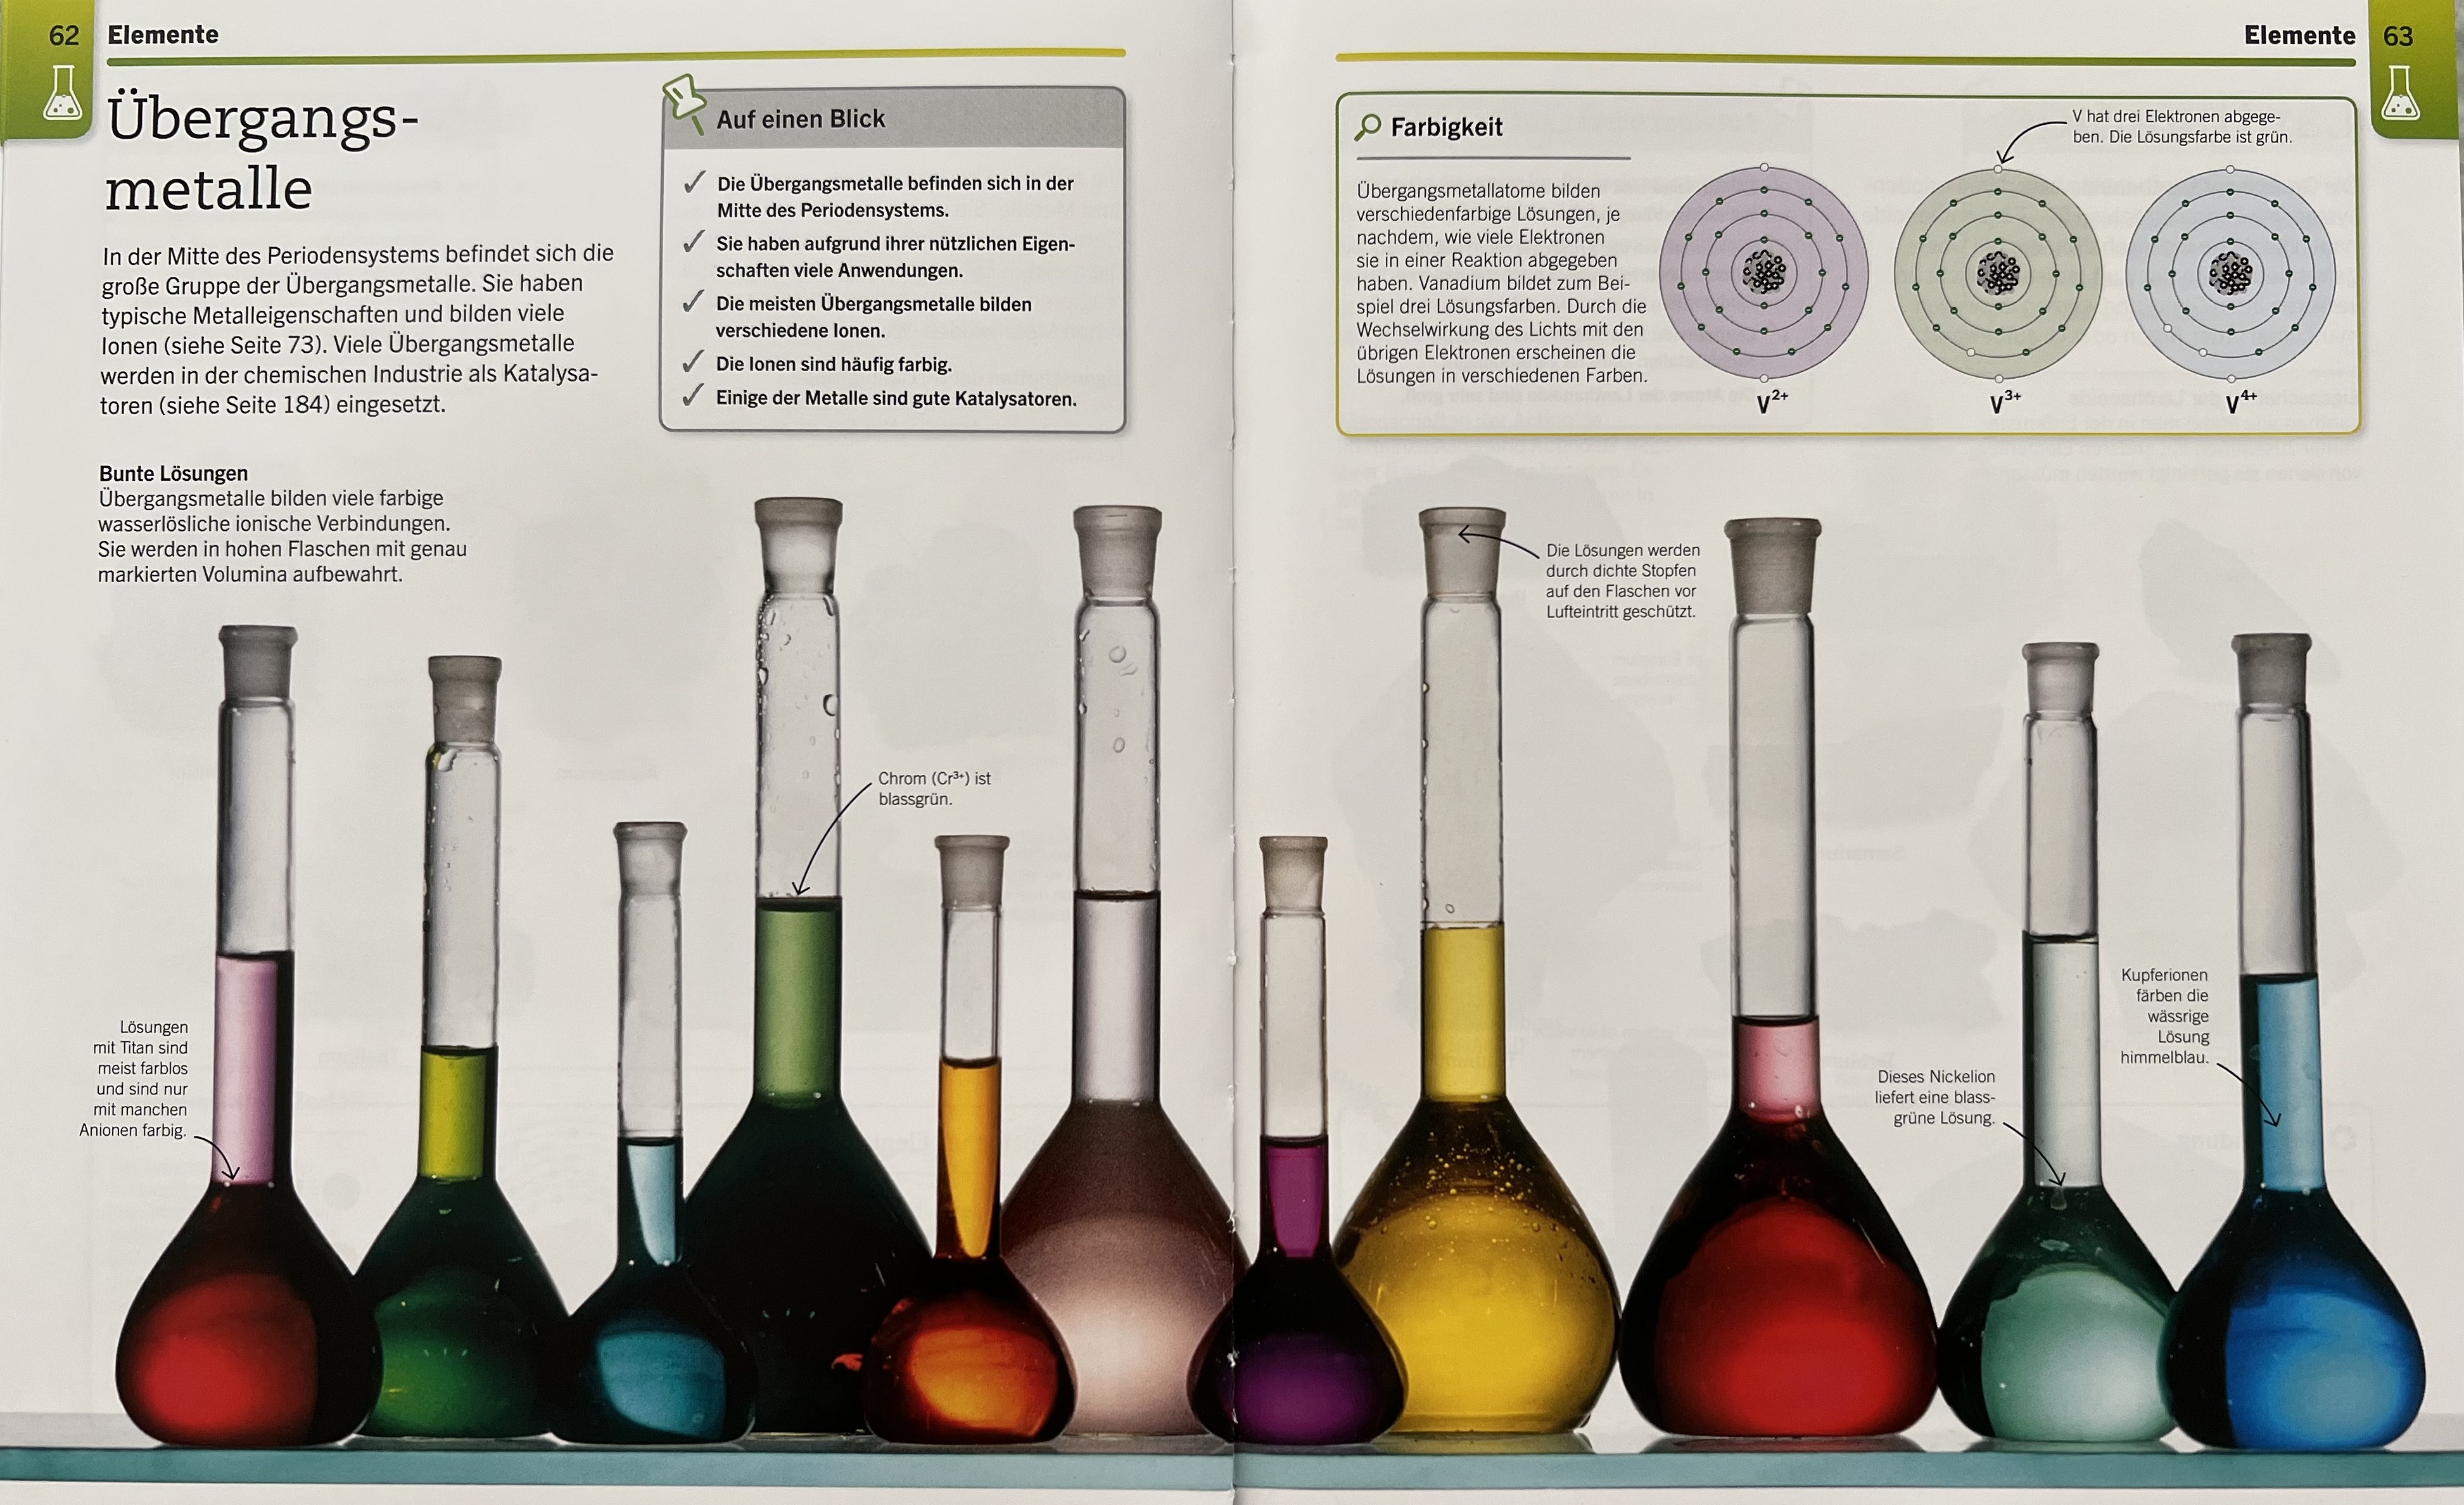 62
Elemente
Übergangs-
metalle
In der Mitte des Periodensystems befindet sich die
große Gruppe der Übergangsmetalle. Sie haben
typische Metalleigenschaften und bilden viele
Ionen (siehe Seite 73). Viele Übergangsmetalle
werden in der chemischen Industrie als Katalysa-
toren (siehe Seite 184) eingesetzt.
Auf einen Blick
✓ Die Übergangsmetalle befinden sich in der
Mitte des Periodensystems.
✓ Sie haben aufgrund ihrer nützlichen Eigen-
schaften viele Anwendungen.
✓ Die meisten Übergangsmetalle bilden
verschiedene Ionen.
✓ Die Ionen sind häufig farbig.
✓ Einige der Metalle sind gute Katalysatoren.
Bunte Lösungen
Übergangsmetalle bilden viele farbige
wasserlösliche ionische Verbindungen.
Sie werden in hohen Flaschen mit genau
markierten Volumina aufbewahrt.
Chrom (Cr³⁺) ist
blassgrün.
Lösungen
mit Titan sind
meist farblos
und sind nur
mit manchen
Anionen farbig.
Elemente
63
Farbigkeit
Übergangsmetallatome bilden
verschiedenfarbige Lösungen, je
nachdem, wie viele Elektronen
sie in einer Reaktion abgegeben
haben. Vanadium bildet zum Bei-
spiel drei Lösungsfarben. Durch die
Wechselwirkung des Lichts mit den
übrigen Elektronen erscheinen die
Lösungen in verschiedenen Farben.
V hat drei Elektronen abgege-
ben. Die Lösungsfarbe ist grün.
V²⁺
V³⁺
V⁴⁺
Die Lösungen werden
durch dichte Stopfen
auf den Flaschen vor
Lufteintritt geschützt.
Dieses Nickelion
liefert eine blass-
grüne Lösung.
Kupferionen
färben die
wässrige
Lösung
himmelblau.